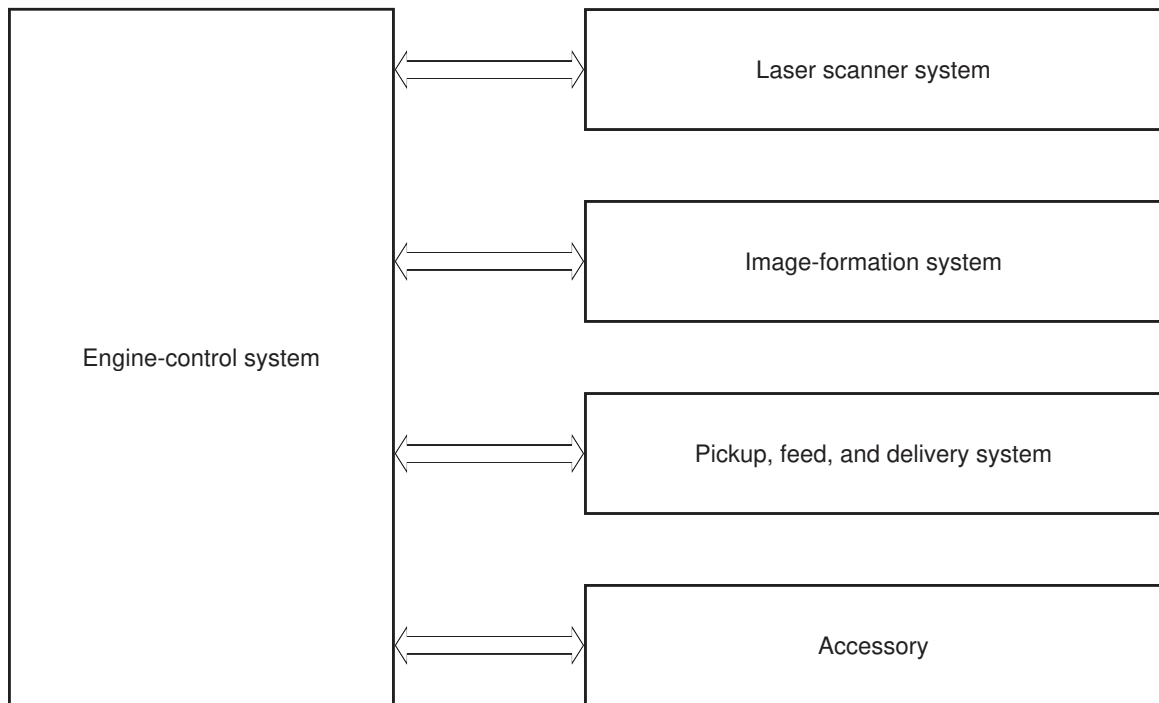 Laser scanner system
Image-formation system
Engine-control system
Pickup, feed, and delivery system
Accessory